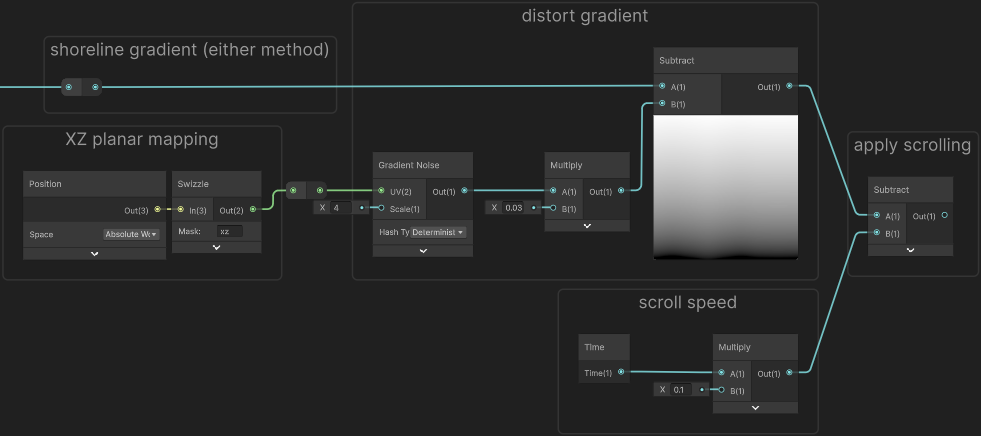 distort gradient
shoreline gradient (either method)
Subtract
A(1)
Out(1)
B(1)
XZ planar mapping
apply scrolling
Position
Swizzle
Gradient Noise
Multiply
Subtract
Out(3)
In(3)
Out(2)
UV(2)
Out(1)
A(1)
Out(1)
X 4
Scale(1)
X 0.03
B(1)
A(1)
Out(1)
B(1)
Space
Absolute Wo
Mask:
xz
Hash Ty
Determinist
scroll speed
Time
Multiply
Time(1)
A(1)
Out(1)
X 0.1
B(1)